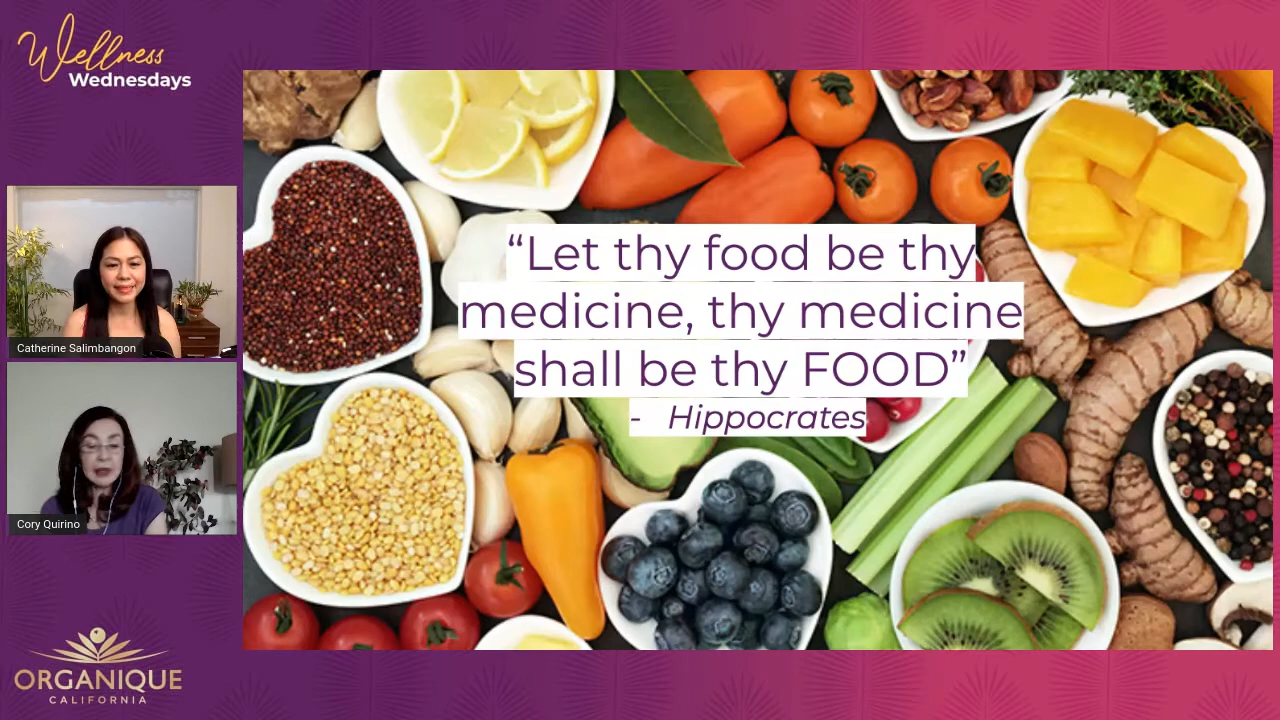 Wellness
Wednesdays
Catherine Salimbangon
Cory Quirino
ORGANIQUE
CALIFORNIA
“Let thy food be thy
medicine, thy medicine
shall be thy FOOD”
- Hippocrates